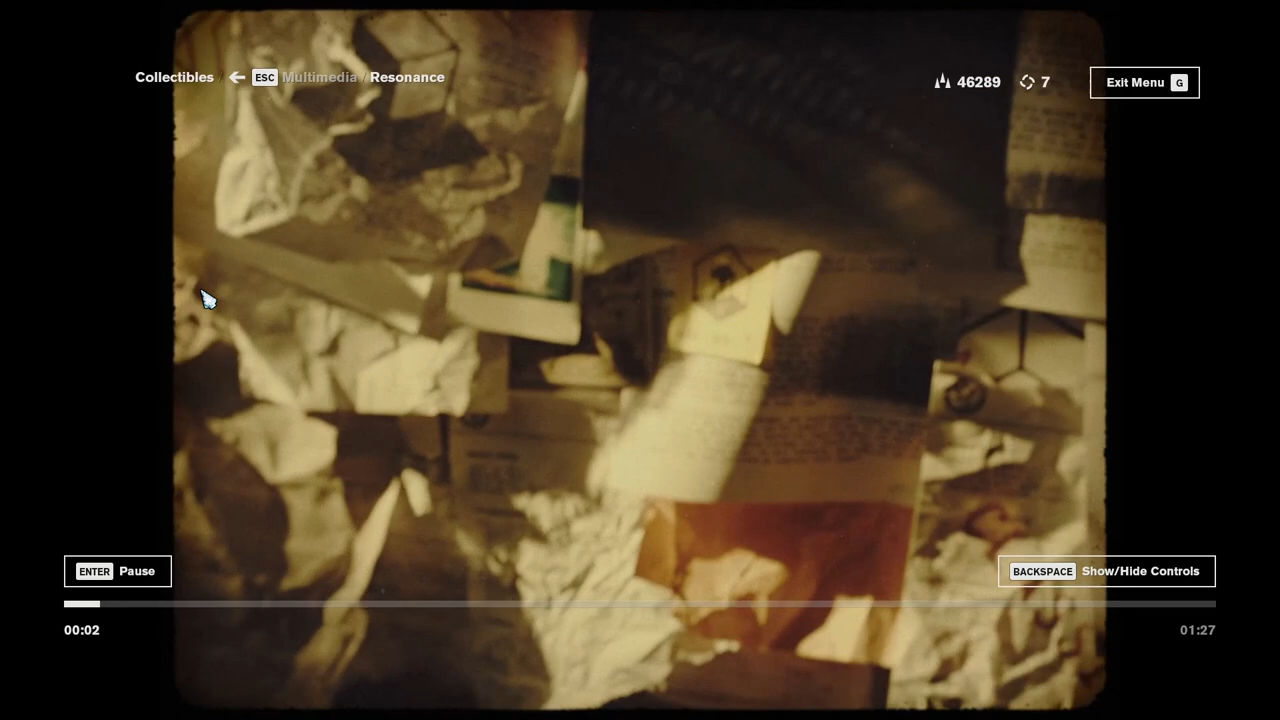 Collectibles / ESC Multimedia / Resonance
46289 7 Exit Menu G
ENTER Pause
BACKSPACE Show/Hide Controls
00:02 01:27